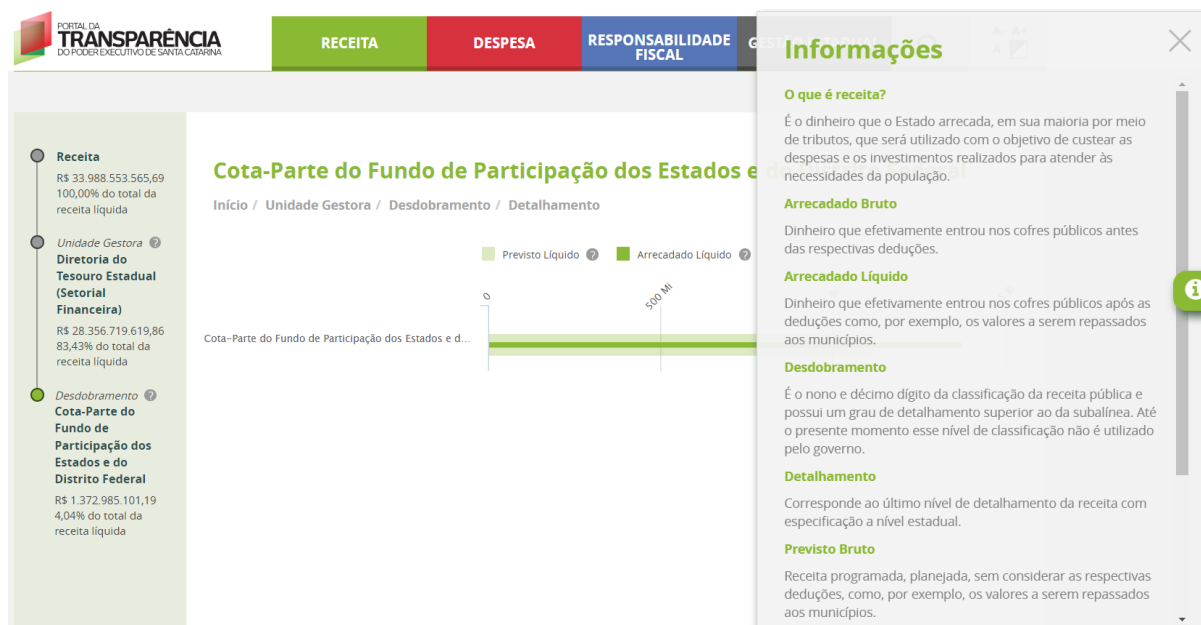 PORTAL DA
TRANSPARÊNCIA
DO PODER EXECUTIVO DE SANTA CATARINA
RECEITA
DESPESA
RESPONSABILIDADE
FISCAL
Receita
R$ 33.988.553.565,69
100,00% do total da
receita líquida
Unidade Gestora ?
Diretoria do
Tesouro Estadual
(Setorial
Financeira)
R$ 28.356.719.619,86
83,43% do total da
receita líquida
Desdobramento ?
Cota-Parte do
Fundo de
Participação dos
Estados e do
Distrito Federal
R$ 1.372.985.101,19
4,04% do total da
receita líquida
Cota-Parte do Fundo de Participação dos Estados e
Início / Unidade Gestora / Desdobramento / Detalhamento
Previsto Líquido ? Arrecadado Líquido ?
0
500 Mi
Cota-Parte do Fundo de Participação dos Estados e d...
Informações
O que é receita?
É o dinheiro que o Estado arrecada, em sua maioria por meio
de tributos, que será utilizado com o objetivo de custear as
despesas e os investimentos realizados para atender às
necessidades da população.
Arrecadado Bruto
Dinheiro que efetivamente entrou nos cofres públicos antes
das respectivas deduções.
Arrecadado Líquido
Dinheiro que efetivamente entrou nos cofres públicos após as
deduções como, por exemplo, os valores a serem repassados
aos municípios.
Desdobramento
É o nono e décimo dígito da classificação da receita pública e
possui um grau de detalhamento superior ao da subalínea. Até
o presente momento esse nível de classificação não é utilizado
pelo governo.
Detalhamento
Corresponde ao último nível de detalhamento da receita com
especificação a nível estadual.
Previsto Bruto
Receita programada, planejada, sem considerar as respectivas
deduções, como, por exemplo, os valores a serem repassados
aos municípios.